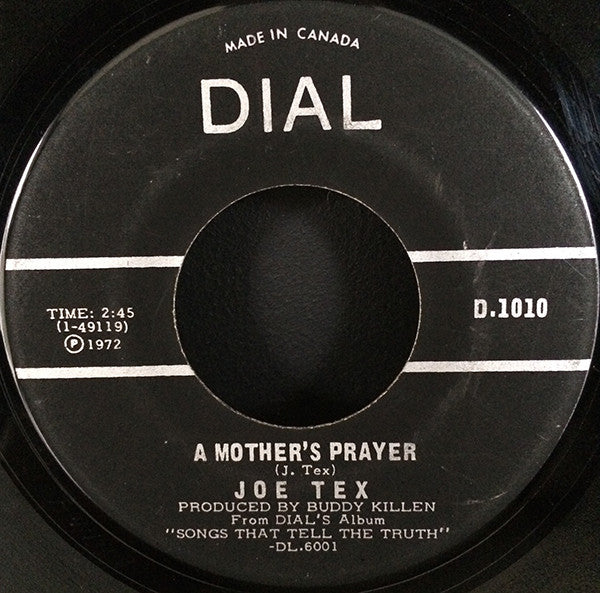 MADE IN CANADA
DIAL
TIME: 2:45
(1-49119)
Ⓟ 1972
D.1010
A MOTHER'S PRAYER
(J. Tex)
JOE TEX
PRODUCED BY BUDDY KILLEN
From DIAL'S Album
"SONGS THAT TELL THE TRUTH"
-DL.6001